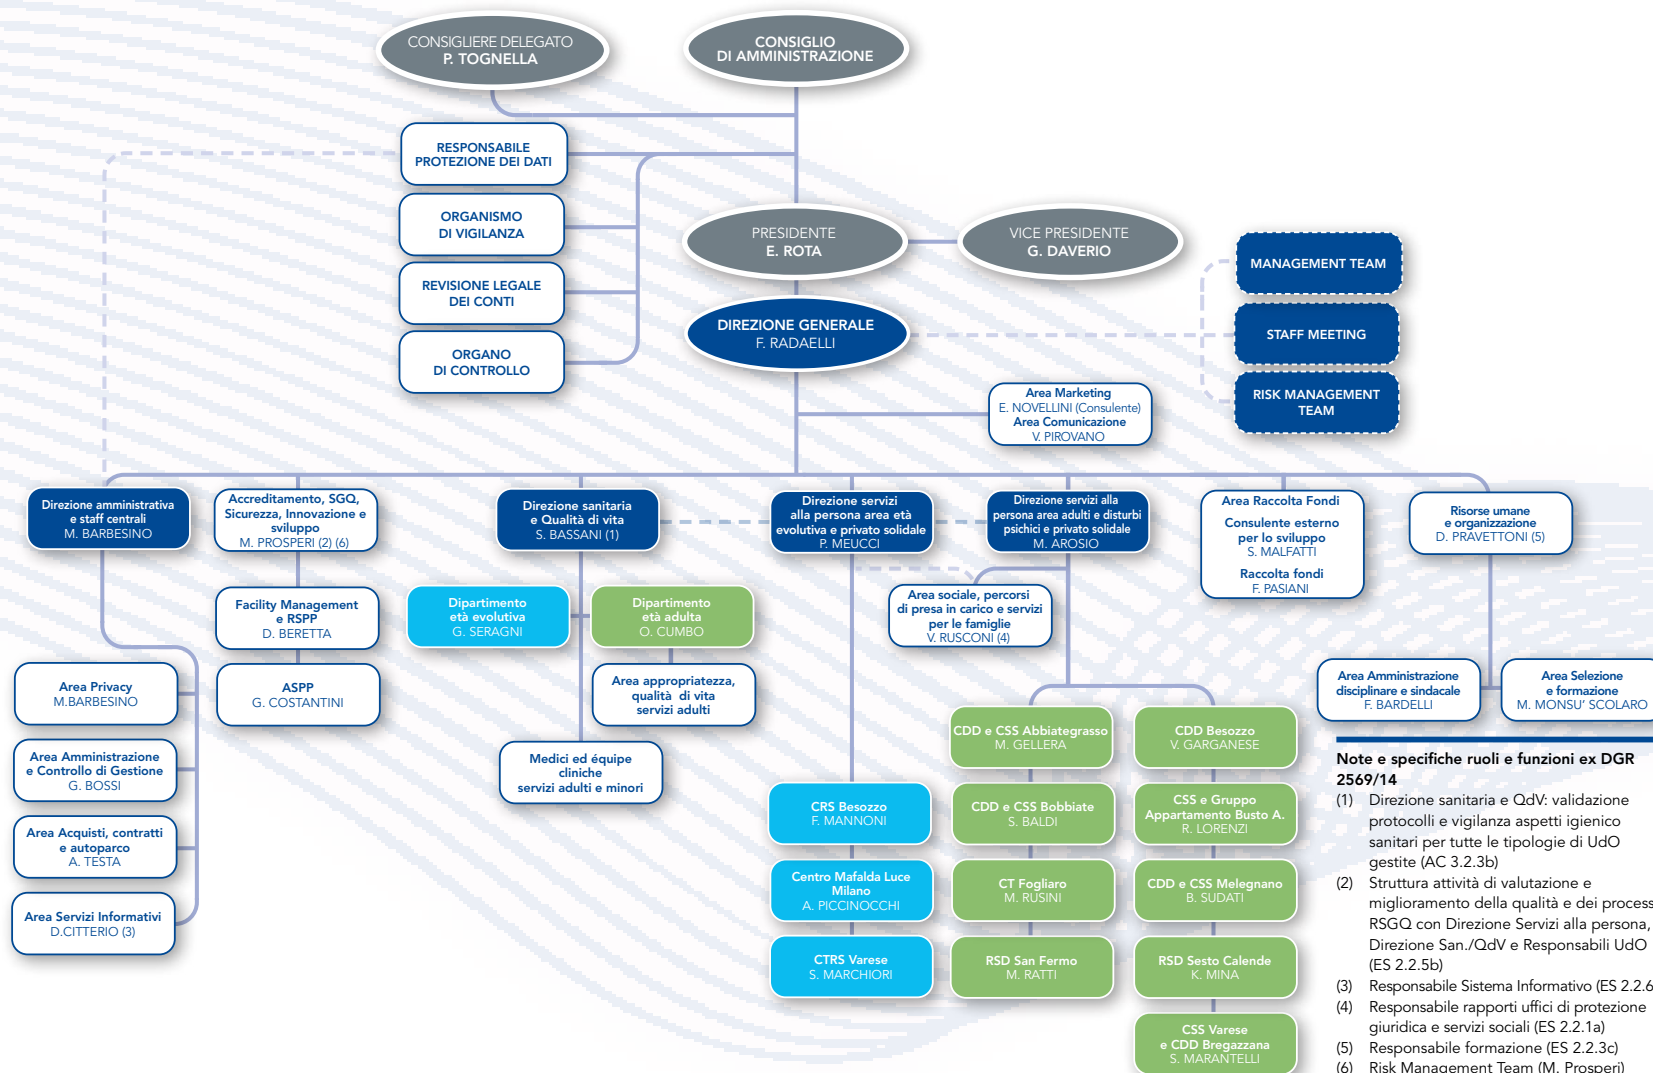 CONSIGLIERE DELEGATO
P. TOGNELLA
CONSIGLIO
DI AMMINISTRAZIONE
RESPONSABILE
PROTEZIONE DEI DATI
ORGANISMO
DI VIGILANZA
REVISIONE LEGALE
DEI CONTI
ORGANO
DI CONTROLLO
PRESIDENTE
E. ROTA
VICE PRESIDENTE
G. DAVERIO
DIREZIONE GENERALE
F. RADAELLI
MANAGEMENT TEAM
STAFF MEETING
RISK MANAGEMENT
TEAM
Area Marketing
E. NOVELLINI (Consulente)
Area Comunicazione
V. PIROVANO
Direzione amministrativa
e staff centrali
M. BARBESINO
Accreditamento, SGQ,
Sicurezza, Innovazione e
sviluppo
M. PROSPERI (2) (6)
Direzione sanitaria
e Qualità di vita
S. BASSANI (1)
Direzione servizi
alla persona area età
evolutiva e privato solidale
P. MEUCCI
Direzione servizi alla
persona area adulti e disturbi
psichici e privato solidale
M. AROSIO
Area Raccolta Fondi
Consulente esterno
per lo sviluppo
S. MALFATTI
Raccolta fondi
F. PASIANI
Risorse umane
e organizzazione
D. PRAVETTONI (5)
Facility Management
e RSPP
D. BERETTA
ASPP
G. COSTANTINI
Dipartimento
età evolutiva
G. SERAGNI
Dipartimento
età adulta
O. CUMBO
Area appropriatezza,
qualità di vita
servizi adulti
Medici ed équipe
cliniche
servizi adulti e minori
Area sociale, percorsi
di presa in carico e servizi
per le famiglie
V. RUSCONI (4)
Area Privacy
M.BARBESINO
Area Amministrazione
e Controllo di Gestione
G. BOSSI
Area Acquisti, contratti
e autoparco
A. TESTA
Area Servizi Informativi
D.CITTERIO (3)
CRS Besozzo
F. MANNONI
Centro Mafalda Luce
Milano
A. PICCINOCCHI
CTRS Varese
S. MARCHIORI
CDD e CSS Abbiategrasso
M. GELLERA
CDD e CSS Bobbiate
S. BALDI
CT Fogliaro
M. RUSINI
RSD San Fermo
M. RATTI
CDD Besozzo
V. GARGANESE
CSS e Gruppo
Appartamento Busto A.
R. LORENZI
CDD e CSS Melegnano
B. SUDATI
RSD Sesto Calende
K. MINA
CSS Varese
e CDD Bregazzana
S. MARANTELLI
Area Amministrazione
disciplinare e sindacale
F. BARDELLI
Area Selezione
e formazione
M. MONSU' SCOLARO
Note e specifiche ruoli e funzioni ex DGR
2569/14
(1) Direzione sanitaria e QdV: validazione
protocolli e vigilanza aspetti igienico
sanitari per tutte le tipologie di UdO
gestite (AC 3.2.3b)
(2) Struttura attività di valutazione e
miglioramento della qualità e dei process
RSGQ con Direzione Servizi alla persona,
Direzione San./QdV e Responsabili UdO
(ES 2.2.5b)
(3) Responsabile Sistema Informativo (ES 2.2.6
(4) Responsabile rapporti uffici di protezione
giuridica e servizi sociali (ES 2.2.1a)
(5) Responsabile formazione (ES 2.2.3c)
(6) Risk Management Team (M. Prosperi)